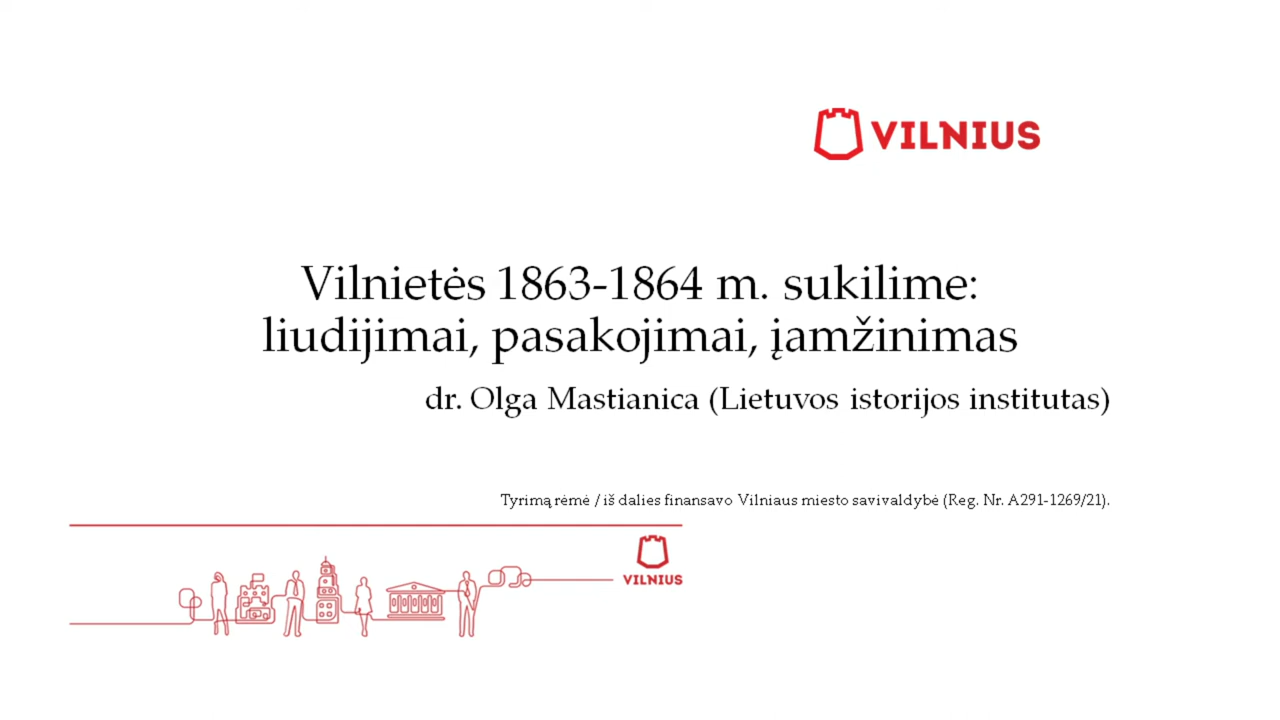 VILNIUS
Vilnietės 1863-1864 m. sukilime:
liudijimai, pasakojimai, įamžinimas
dr. Olga Mastianica (Lietuvos istorijos institutas)
Tyrimą rėmė / iš dalies finansavo Vilniaus miesto savivaldybė (Reg. Nr. A291-1269/21).
VILNIUS